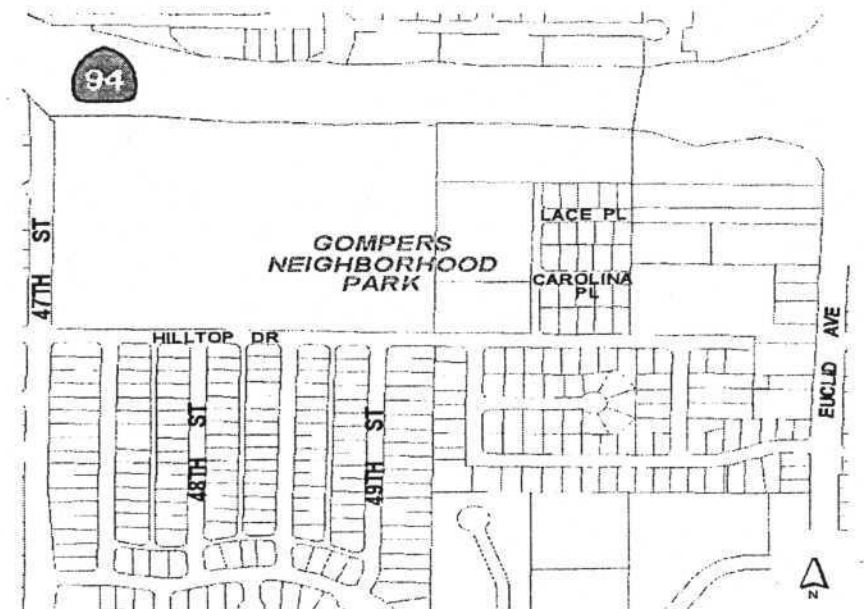 94
LACE PL
GOMPERS
NEIGHBORHOOD
PARK
CAROLINA
PL
47TH ST
HILLTOP DR
EUCLID AVE
48TH ST
49TH ST
N